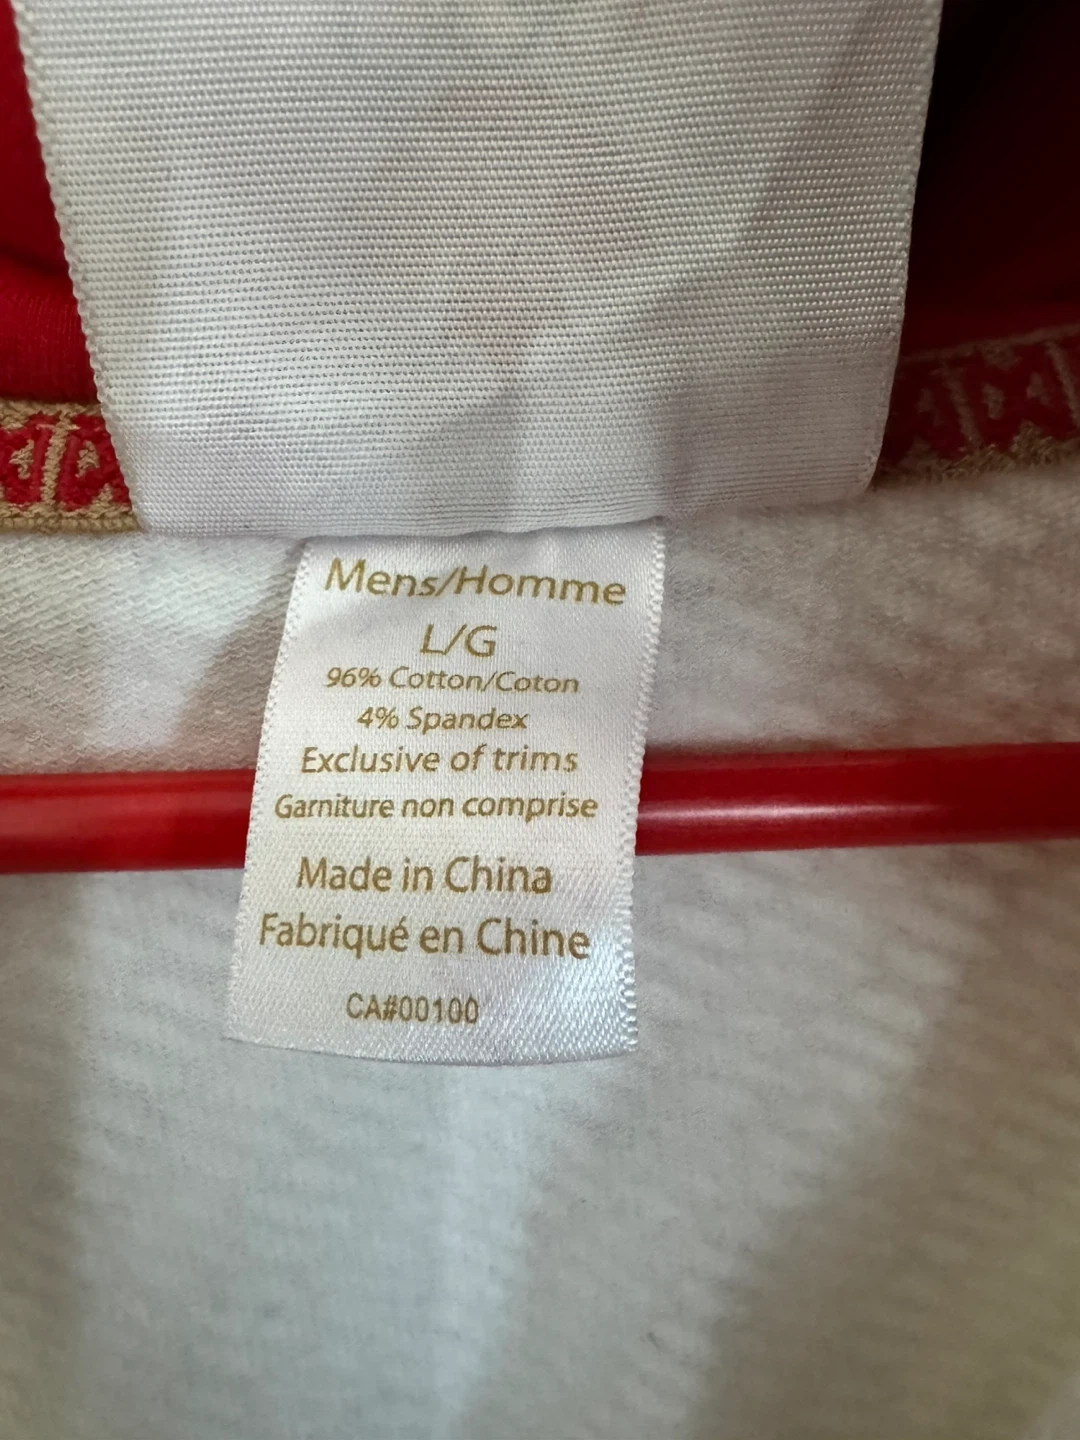 Mens/Homme
L/G
96% Cotton/Coton
4% Spandex
Exclusive of trims
Garniture non comprise
Made in China
Fabriqué en Chine
CA#00100